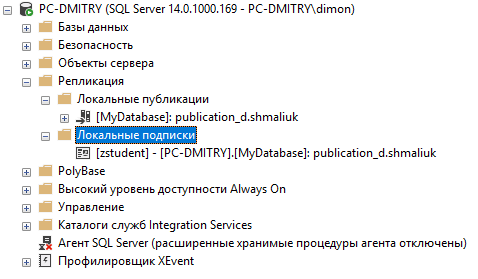 PC-DMITRY (SQL Server 14.0.1000.169 - PC-DMITRY\dimon)
Базы данных
Безопасность
Объекты сервера
Репликация
Локальные публикации
[MyDatabase]: publication_d.shmaliuk
Локальные подписки
[zstudent] - [PC-DMITRY].[MyDatabase]: publication_d.shmaliuk
PolyBase
Высокий уровень доступности Always On
Управление
Каталоги служб Integration Services
Агент SQL Server (расширенные хранимые процедуры агента отключены)
Профилировщик XEvent